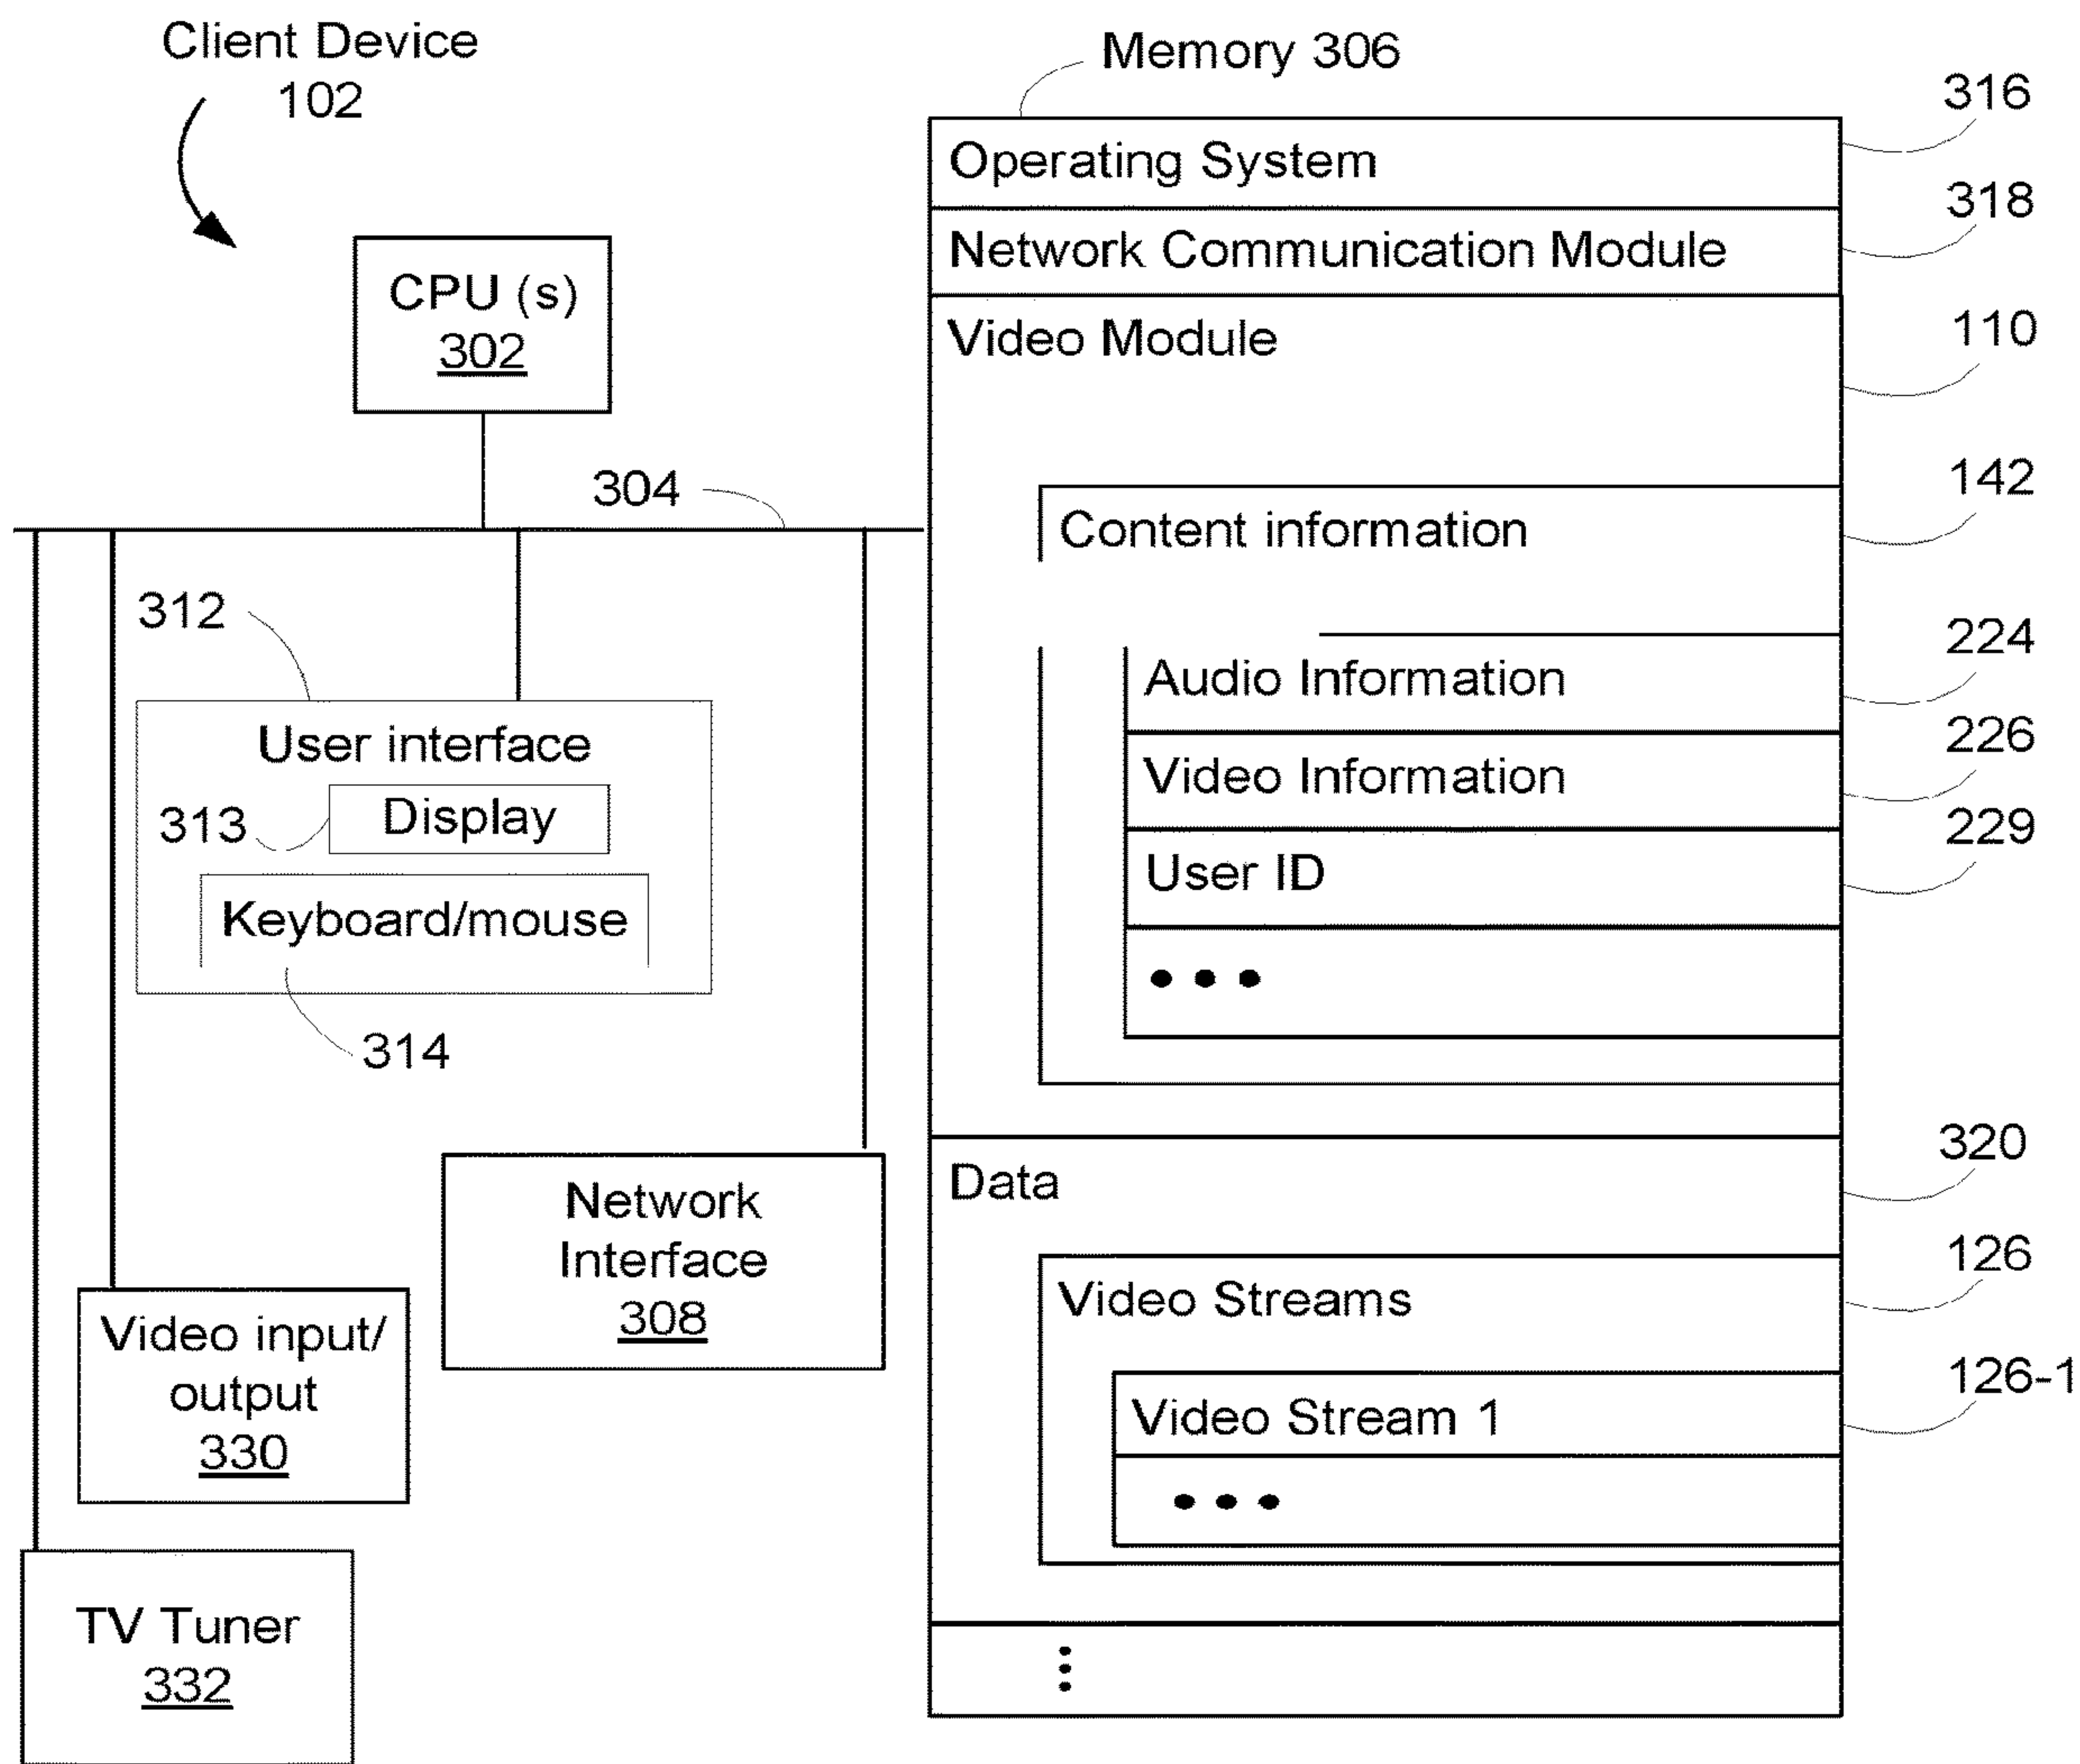 Client Device
102
CPU (s)
302
304
312
User interface
313
Display
Keyboard/mouse
314
Network
Interface
308
Video input/
output
330
TV Tuner
332
Memory 306
Operating System
316
Network Communication Module
318
Video Module
110
Content information
142
Audio Information
224
Video Information
226
User ID
229
• • •
Data
320
Video Streams
126
Video Stream 1
126-1
• • •
⋮